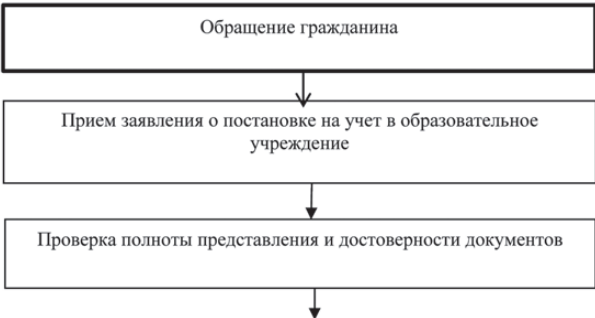 Обращение гражданина
Прием заявления о постановке на учет в образовательное
учреждение
Проверка полноты представления и достоверности документов